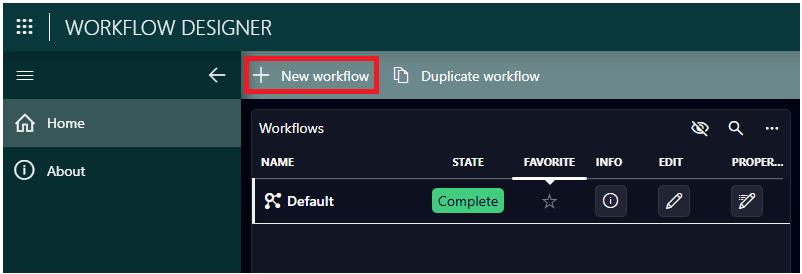 WORKFLOW DESIGNER
New workflow
Duplicate workflow
Home
About
Workflows
NAME STATE FAVORITE INFO EDIT PROPER...
Default Complete